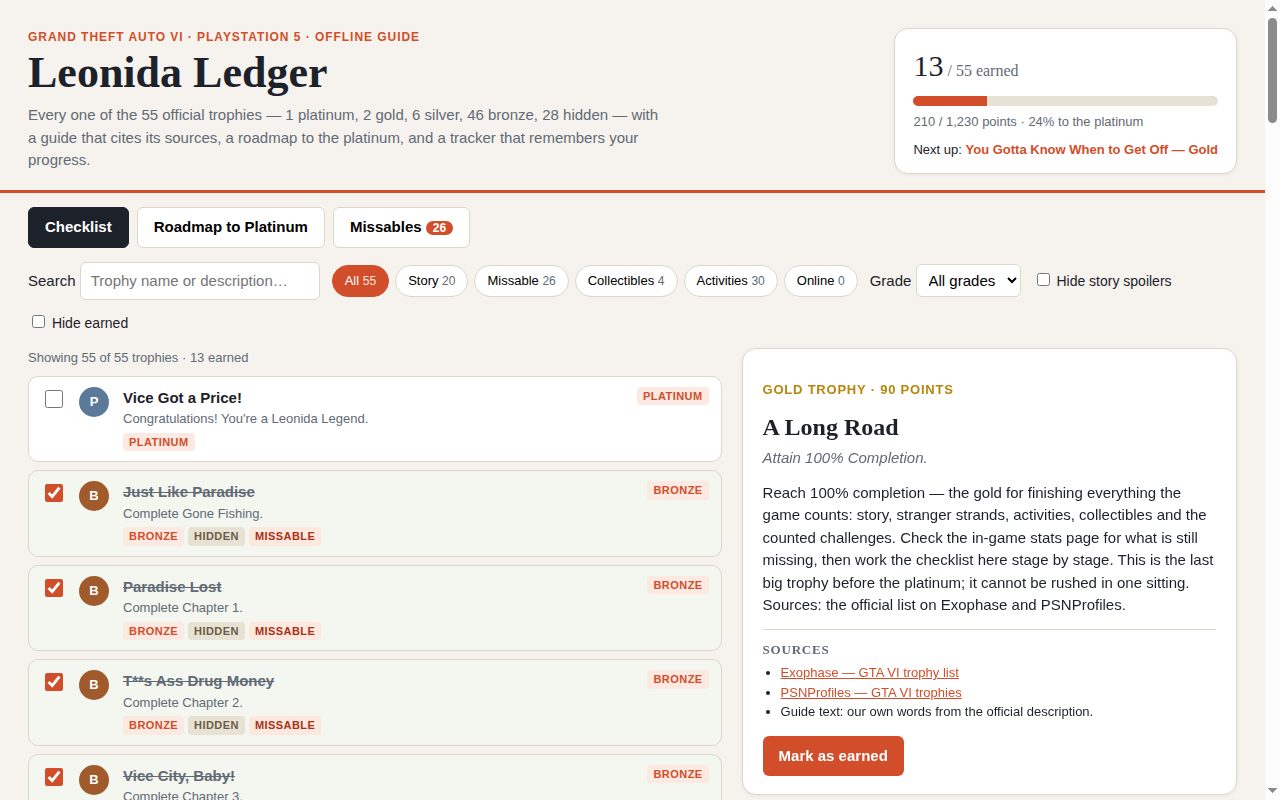 GRAND THEFT AUTO VI · PLAYSTATION 5 · OFFLINE GUIDE
Leonida Ledger
Every one of the 55 official trophies — 1 platinum, 2 gold, 6 silver, 46 bronze, 28 hidden — with
a guide that cites its sources, a roadmap to the platinum, and a tracker that remembers your
progress.
13 / 55 earned
210 / 1,230 points · 24% to the platinum
Next up: You Gotta Know When to Get Off — Gold
Checklist
Roadmap to Platinum
Missables 26
Search Trophy name or description…
All 55
Story 20
Missable 26
Collectibles 4
Activities 30
Online 0
Grade All grades
Hide story spoilers
Hide earned
Showing 55 of 55 trophies · 13 earned
P
Vice Got a Price!
PLATINUM
Congratulations! You're a Leonida Legend.
PLATINUM
B
Just Like Paradise
BRONZE
Complete Gone Fishing.
BRONZE HIDDEN MISSABLE
B
Paradise Lost
BRONZE
Complete Chapter 1.
BRONZE HIDDEN MISSABLE
B
T**s Ass Drug Money
BRONZE
Complete Chapter 2.
BRONZE HIDDEN MISSABLE
B
Vice City, Baby!
BRONZE
Complete Chapter 3.
GOLD TROPHY · 90 POINTS
A Long Road
Attain 100% Completion.
Reach 100% completion — the gold for finishing everything the
game counts: story, stranger strands, activities, collectibles and the
counted challenges. Check the in-game stats page for what is still
missing, then work the checklist here stage by stage. This is the last
big trophy before the platinum; it cannot be rushed in one sitting.
Sources: the official list on Exophase and PSNProfiles.
SOURCES
• Exophase — GTA VI trophy list
• PSNProfiles — GTA VI trophies
• Guide text: our own words from the official description.
Mark as earned